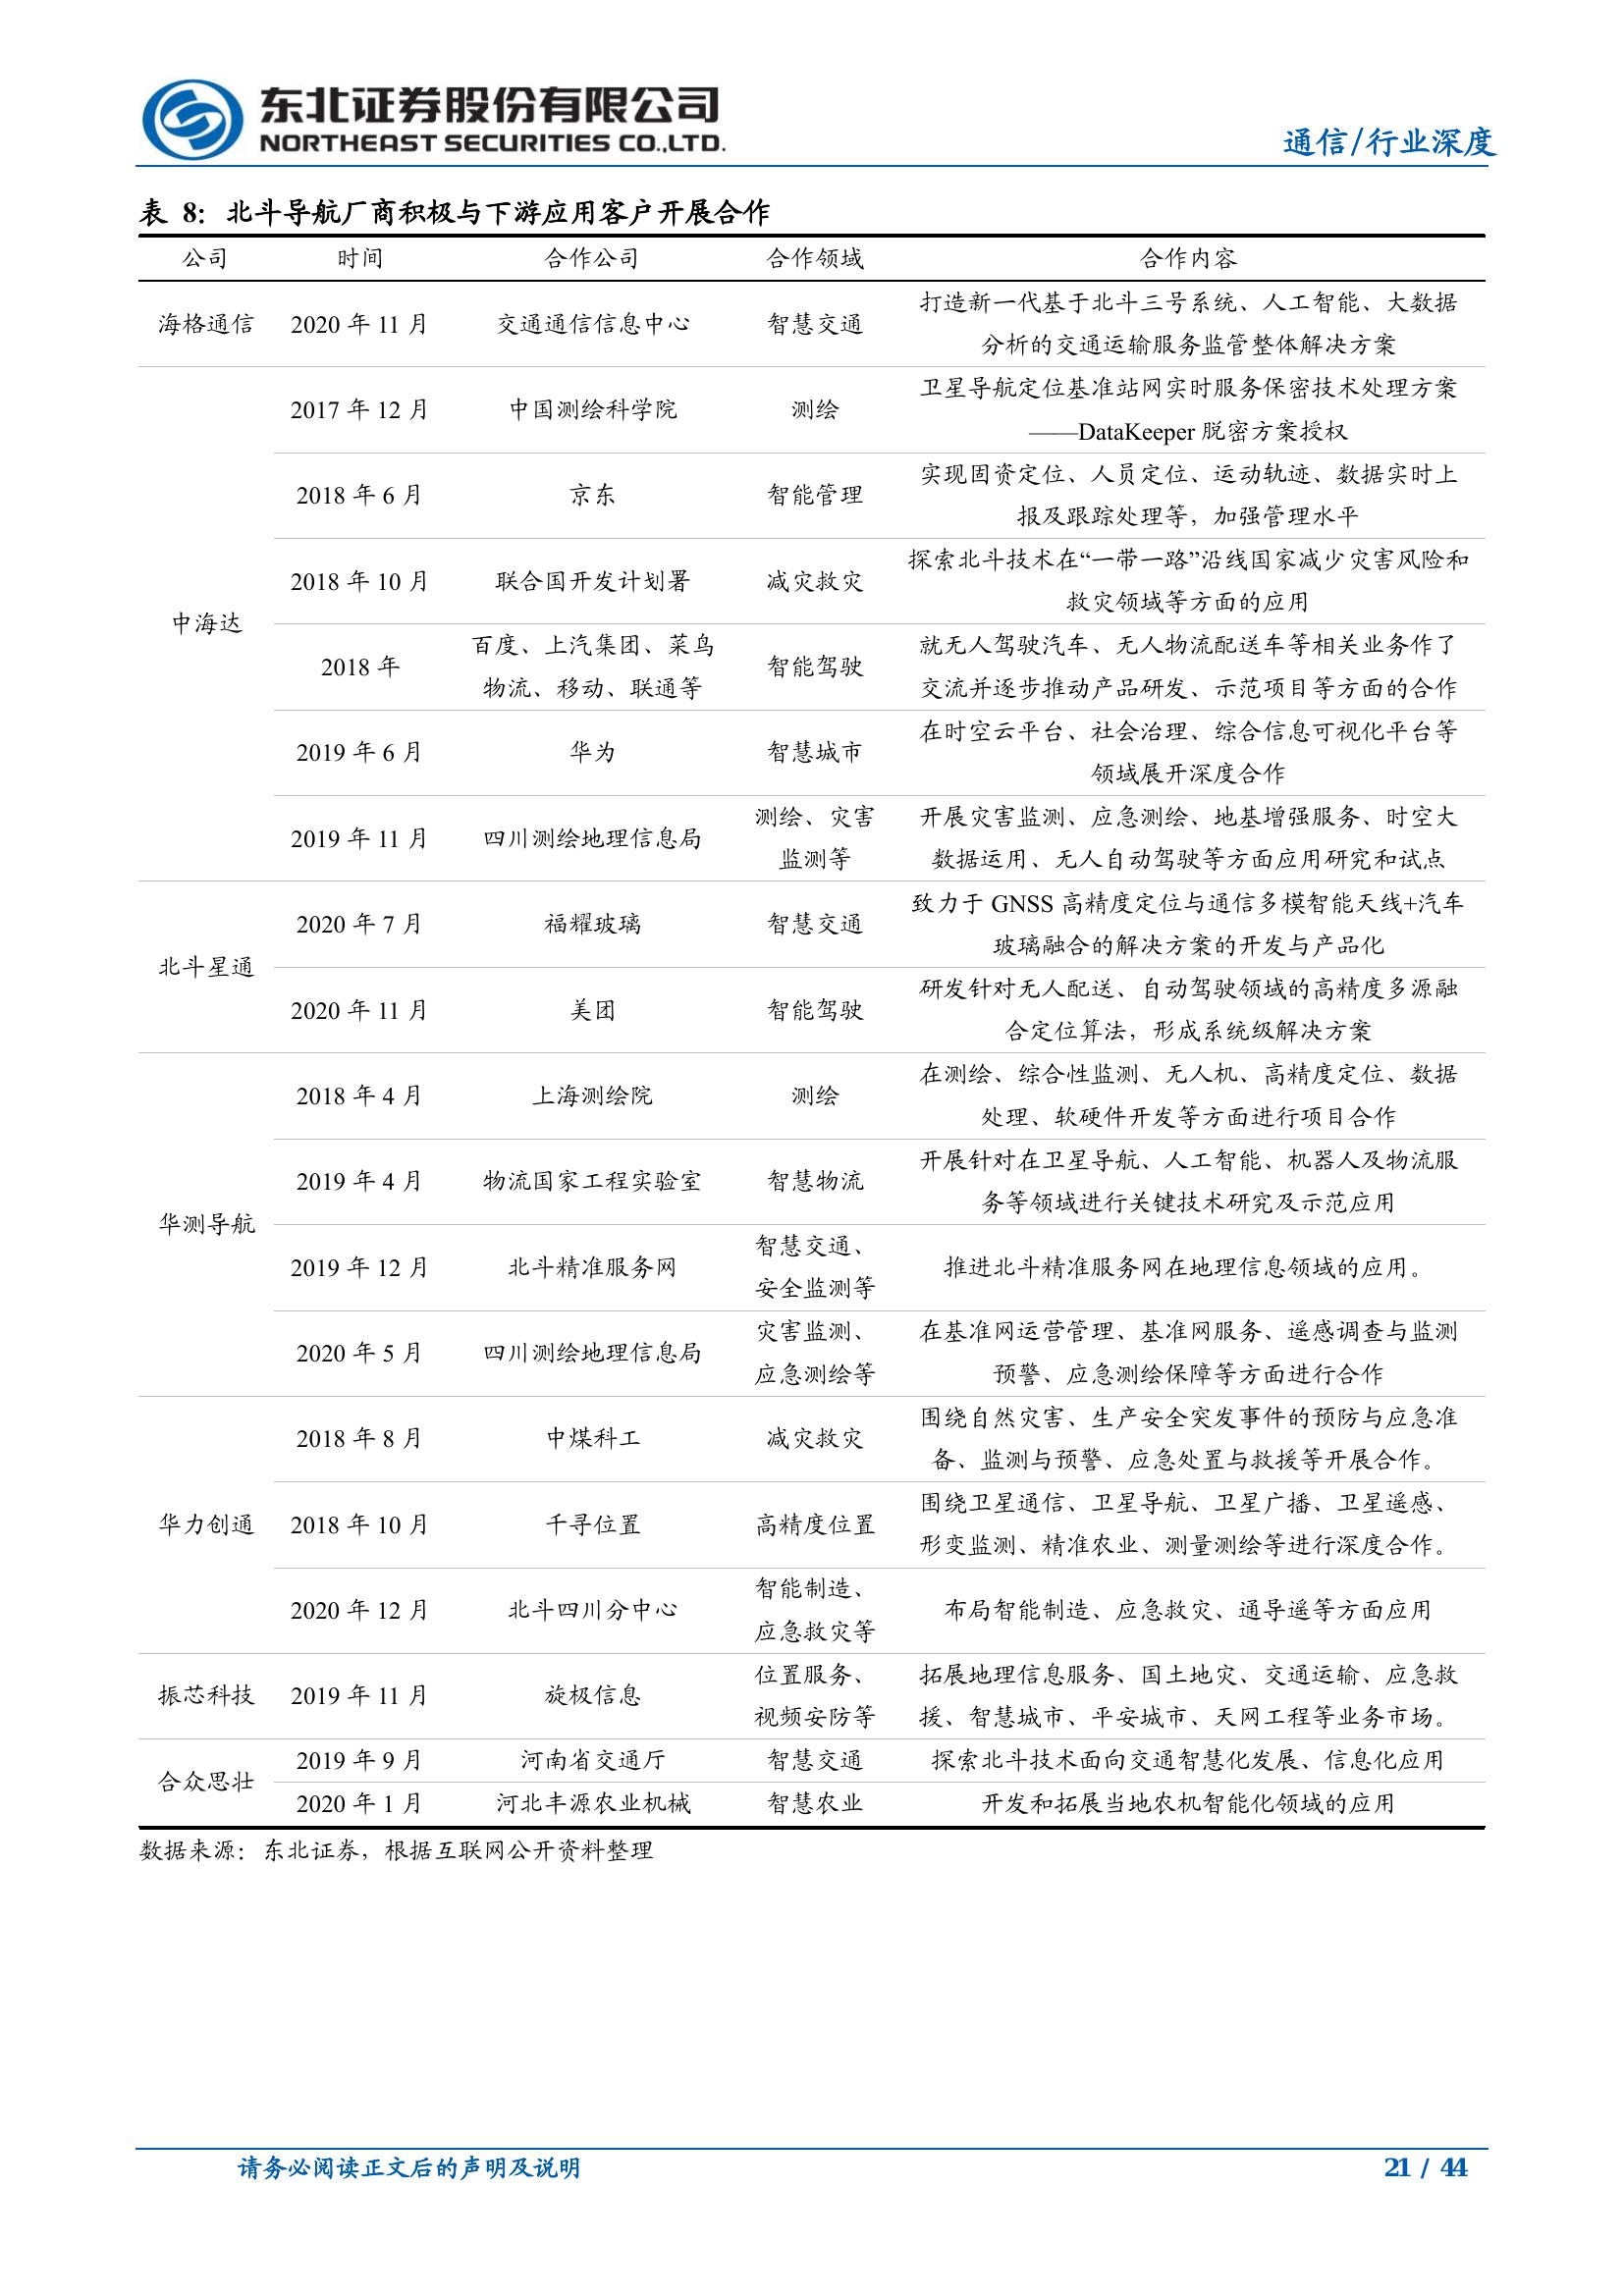 东北证券股份有限公司
NORTHEAST SECURITIES CO.,LTD.
通信/行业深度
表 8：北斗导航厂商积极与下游应用客户开展合作
公司 时间 合作公司 合作领域 合作内容
海格通信 2020 年 11 月 交通通信信息中心 智慧交通 打造新一代基于北斗三号系统、人工智能、大数据
分析的交通运输服务监管整体解决方案
中海达
2017 年 12 月 中国测绘科学院 测绘 卫星导航定位基准站网实时服务保密技术处理方案
——DataKeeper 脱密方案授权
2018 年 6 月 京东 智能管理 实现固资定位、人员定位、运动轨迹、数据实时上
报及跟踪处理等，加强管理水平
2018 年 10 月 联合国开发计划署 减灾救灾 探索北斗技术在“一带一路”沿线国家减少灾害风险和
救灾领域等方面的应用
2018 年 百度、上汽集团、菜鸟 智能驾驶 就无人驾驶汽车、无人物流配送车等相关业务作了
物流、移动、联通等 交流并逐步推动产品研发、示范项目等方面的合作
2019 年 6 月 华为 智慧城市 在时空云平台、社会治理、综合信息可视化平台等
领域展开深度合作
2019 年 11 月 四川测绘地理信息局 测绘、灾害 开展灾害监测、应急测绘、地基增强服务、时空大
监测等 数据运用、无人自动驾驶等方面应用研究和试点
北斗星通
2020 年 7 月 福耀玻璃 智慧交通 致力于 GNSS 高精度定位与通信多模智能天线+汽车
玻璃融合的解决方案的开发与产品化
2020 年 11 月 美团 智能驾驶 研发针对无人配送、自动驾驶领域的高精度多源融
合定位算法，形成系统级解决方案
华测导航
2018 年 4 月 上海测绘院 测绘 在测绘、综合性监测、无人机、高精度定位、数据
处理、软硬件开发等方面进行项目合作
2019 年 4 月 物流国家工程实验室 智慧物流 开展针对在卫星导航、人工智能、机器人及物流服
务等领域进行关键技术研究及示范应用
2019 年 12 月 北斗精准服务网 智慧交通、 推进北斗精准服务网在地理信息领域的应用。
安全监测等
2020 年 5 月 四川测绘地理信息局 灾害监测、 在基准网运营管理、基准网服务、遥感调查与监测
应急测绘等 预警、应急测绘保障等方面进行合作
华力创通
2018 年 8 月 中煤科工 减灾救灾 围绕自然灾害、生产安全突发事件的预防与应急准
备、监测与预警、应急处置与救援等开展合作。
2018 年 10 月 千寻位置 高精度位置 围绕卫星通信、卫星导航、卫星广播、卫星遥感、
形变监测、精准农业、测量测绘等进行深度合作。
2020 年 12 月 北斗四川分中心 智能制造、 布局智能制造、应急救灾、通导遥等方面应用
应急救灾等
振芯科技 2019 年 11 月 旋极信息 位置服务、 拓展地理信息服务、国土地灾、交通运输、应急救
视频安防等 援、智慧城市、平安城市、天网工程等业务市场。
合众思壮
2019 年 9 月 河南省交通厅 智慧交通 探索北斗技术面向交通智慧化发展、信息化应用
2020 年 1 月 河北丰源农业机械 智慧农业 开发和拓展当地农机智能化领域的应用
数据来源：东北证券，根据互联网公开资料整理
请务必阅读正文后的声明及说明
21 / 44